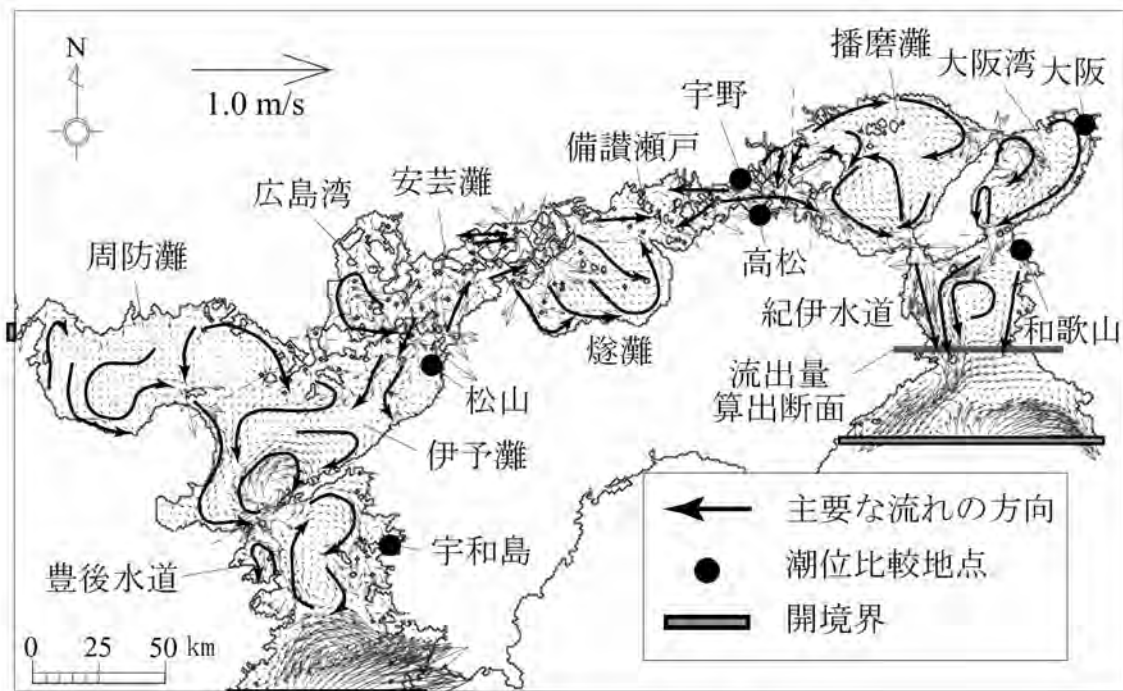 N
1.0 m/s
播磨灘
大阪湾
大阪
宇野
備讃瀬戸
安芸灘
広島湾
周防灘
高松
紀伊水道
和歌山
燧灘
流出量
算出断面
松山
伊予灘
宇和島
豊後水道
0 25 50 km
主要な流れの方向
潮位比較地点
開境界